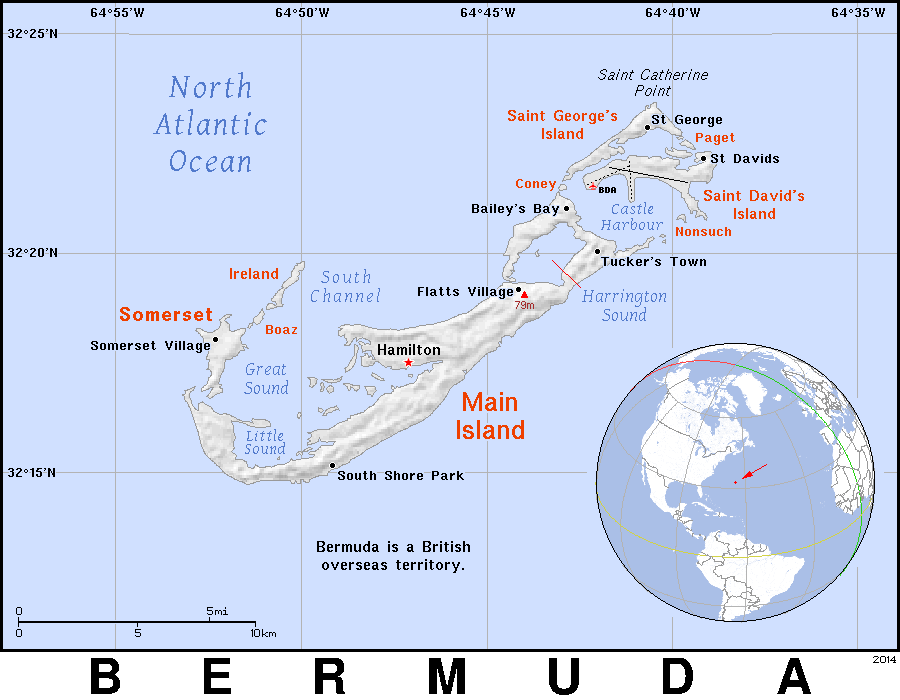 64°55'W 64°50'W 64°45'W 64°40'W 64°35'W
32°25'N
North
Atlantic
Ocean
Saint Catherine
Point
Saint George's
Island
St George
Paget
St Davids
Coney
BDA
Saint David's
Island
Bailey's Bay
Castle
Harbour
Nonsuch
32°20'N
Tucker's Town
Ireland
South
Channel
Flatts Village
79m
Harrington
Sound
Somerset
Boaz
Somerset Village
Hamilton
Great
Sound
Main
Island
Little
Sound
32°15'N
South Shore Park
Bermuda is a British
overseas territory.
0 5mi
0 5 10km
2014
BERMUDA